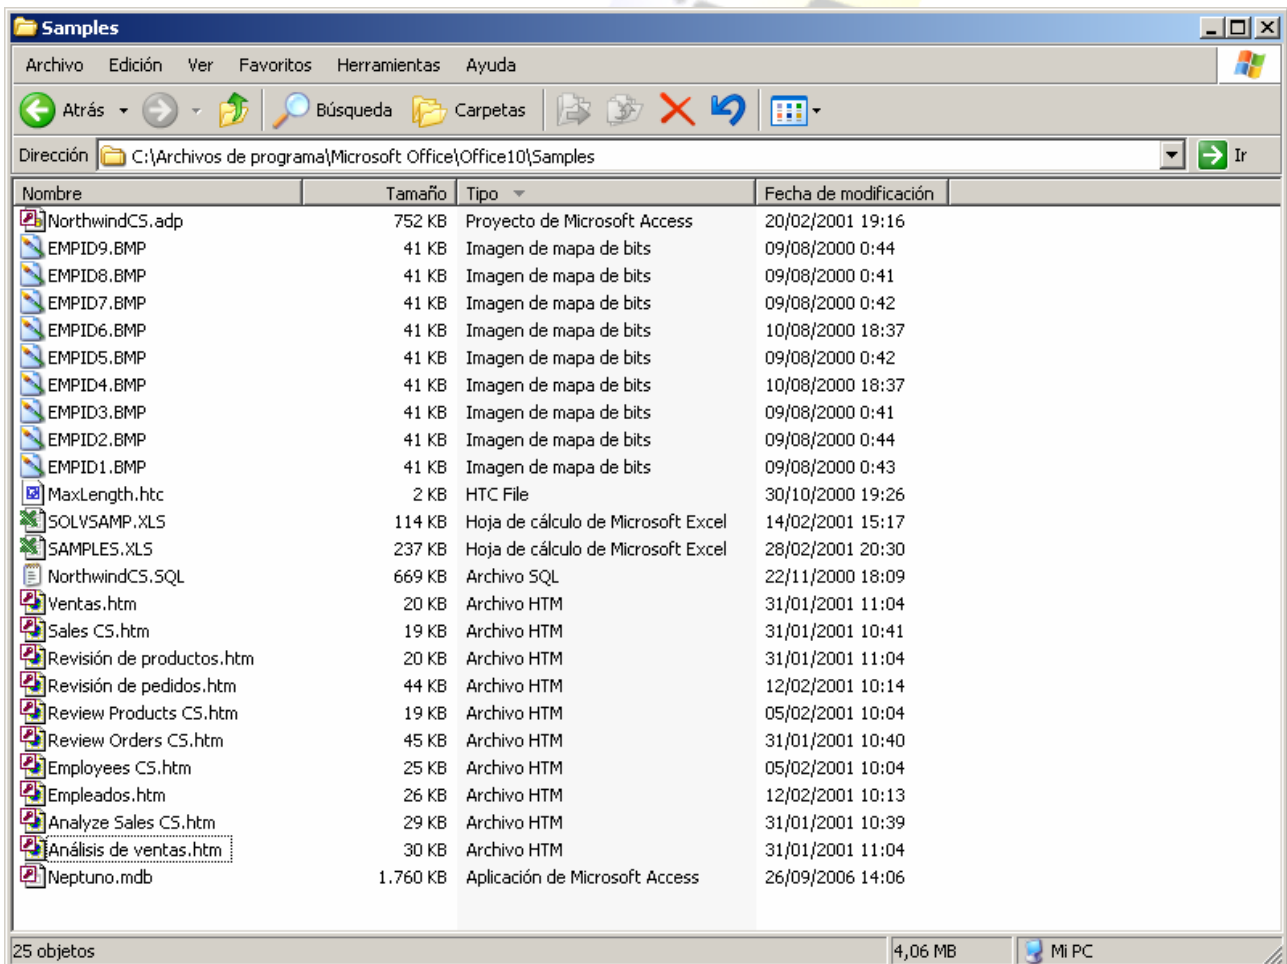 Samples
Archivo Edición Ver Favoritos Herramientas Ayuda
Atrás Búsqueda Carpetas
Dirección C:\Archivos de programa\Microsoft Office\Office10\Samples Ir
Nombre Tamaño Tipo Fecha de modificación
NorthwindCS.adp 752 KB Proyecto de Microsoft Access 20/02/2001 19:16
EMPID9.BMP 41 KB Imagen de mapa de bits 09/08/2000 0:44
EMPID8.BMP 41 KB Imagen de mapa de bits 09/08/2000 0:41
EMPID7.BMP 41 KB Imagen de mapa de bits 09/08/2000 0:42
EMPID6.BMP 41 KB Imagen de mapa de bits 10/08/2000 18:37
EMPID5.BMP 41 KB Imagen de mapa de bits 09/08/2000 0:42
EMPID4.BMP 41 KB Imagen de mapa de bits 10/08/2000 18:37
EMPID3.BMP 41 KB Imagen de mapa de bits 09/08/2000 0:41
EMPID2.BMP 41 KB Imagen de mapa de bits 09/08/2000 0:44
EMPID1.BMP 41 KB Imagen de mapa de bits 09/08/2000 0:43
MaxLength.htc 2 KB HTC File 30/10/2000 19:26
SOLVSAMP.XLS 114 KB Hoja de cálculo de Microsoft Excel 14/02/2001 15:17
SAMPLES.XLS 237 KB Hoja de cálculo de Microsoft Excel 28/02/2001 20:30
NorthwindCS.SQL 669 KB Archivo SQL 22/11/2000 18:09
Ventas.htm 20 KB Archivo HTM 31/01/2001 11:04
Sales CS.htm 19 KB Archivo HTM 31/01/2001 10:41
Revisión de productos.htm 20 KB Archivo HTM 31/01/2001 11:04
Revisión de pedidos.htm 44 KB Archivo HTM 12/02/2001 10:14
Review Products CS.htm 19 KB Archivo HTM 05/02/2001 10:04
Review Orders CS.htm 45 KB Archivo HTM 31/01/2001 10:40
Employees CS.htm 25 KB Archivo HTM 05/02/2001 10:04
Empleados.htm 26 KB Archivo HTM 12/02/2001 10:13
Analyze Sales CS.htm 29 KB Archivo HTM 31/01/2001 10:39
Análisis de ventas.htm 30 KB Archivo HTM 31/01/2001 11:04
Neptuno.mdb 1.760 KB Aplicación de Microsoft Access 26/09/2006 14:06
25 objetos 4,06 MB Mi PC